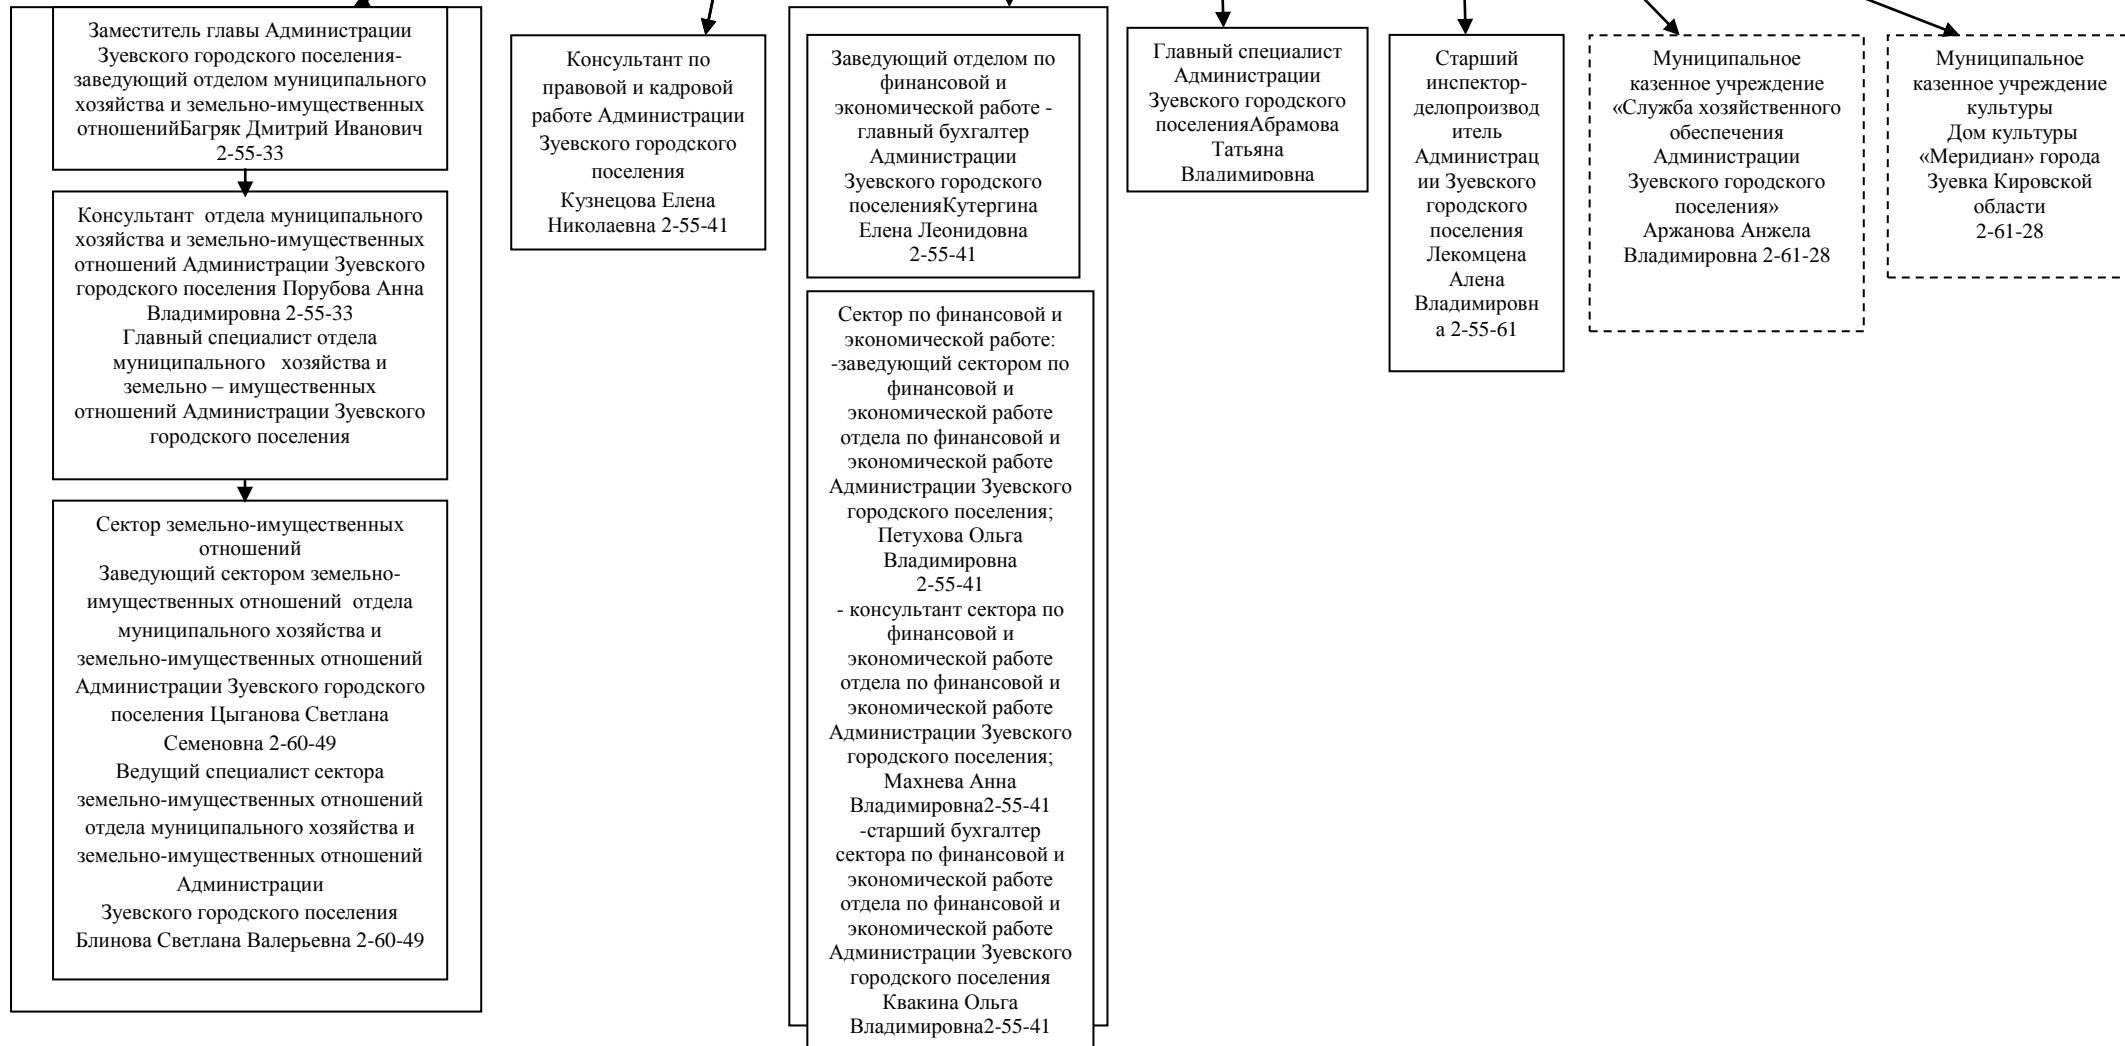 Заместитель главы Администрации
Зуевского городского поселения-
заведующий отделом муниципального
хозяйства и земельно-имущественных
отношенийБагряк Дмитрий Иванович
2-55-33
Консультант  отдела муниципального
хозяйства и земельно-имущественных
отношений Администрации Зуевского
городского поселения Порубова Анна
Владимировна 2-55-33
Главный специалист отдела
муниципального   хозяйства и
земельно – имущественных
отношений Администрации Зуевского
городского поселения
Сектор земельно-имущественных
отношений
Заведующий сектором земельно-
имущественных отношений  отдела
муниципального хозяйства и
земельно-имущественных отношений
Администрации Зуевского городского
поселения Цыганова Светлана
Семеновна 2-60-49
Ведущий специалист сектора
земельно-имущественных отношений
отдела муниципального хозяйства и
земельно-имущественных отношений
Администрации
Зуевского городского поселения
Блинова Светлана Валерьевна 2-60-49
Консультант по
правовой и кадровой
работе Администрации
Зуевского городского
поселения
Кузнецова Елена
Николаевна 2-55-41
Заведующий отделом по
финансовой и
экономической работе -
главный бухгалтер
Администрации
Зуевского городского
поселенияКутергина
Елена Леонидовна
2-55-41
Сектор по финансовой и
экономической работе:
-заведующий сектором по
финансовой и
экономической работе
отдела по финансовой и
экономической работе
Администрации Зуевского
городского поселения;
Петухова Ольга
Владимировна
2-55-41
- консультант сектора по
финансовой и
экономической работе
отдела по финансовой и
экономической работе
Администрации Зуевского
городского поселения;
Махнева Анна
Владимировна2-55-41
-старший бухгалтер
сектора по финансовой и
экономической работе
отдела по финансовой и
экономической работе
Администрации Зуевского
городского поселения
Квакина Ольга
Владимировна2-55-41
Главный специалист
Администрации
Зуевского городского
поселенияАбрамова
Татьяна
Владимировна
Старший
инспектор-
делопроизвод
итель
Администрац
ии Зуевского
городского
поселения
Лекомцена
Алена
Владимировн
а 2-55-61
Муниципальное
казенное учреждение
«Служба хозяйственного
обеспечения
Администрации
Зуевского городского
поселения»
Аржанова Анжела
Владимировна 2-61-28
Муниципальное
казенное учреждение
культуры
Дом культуры
«Меридиан» города
Зуевка Кировской
области
2-61-28